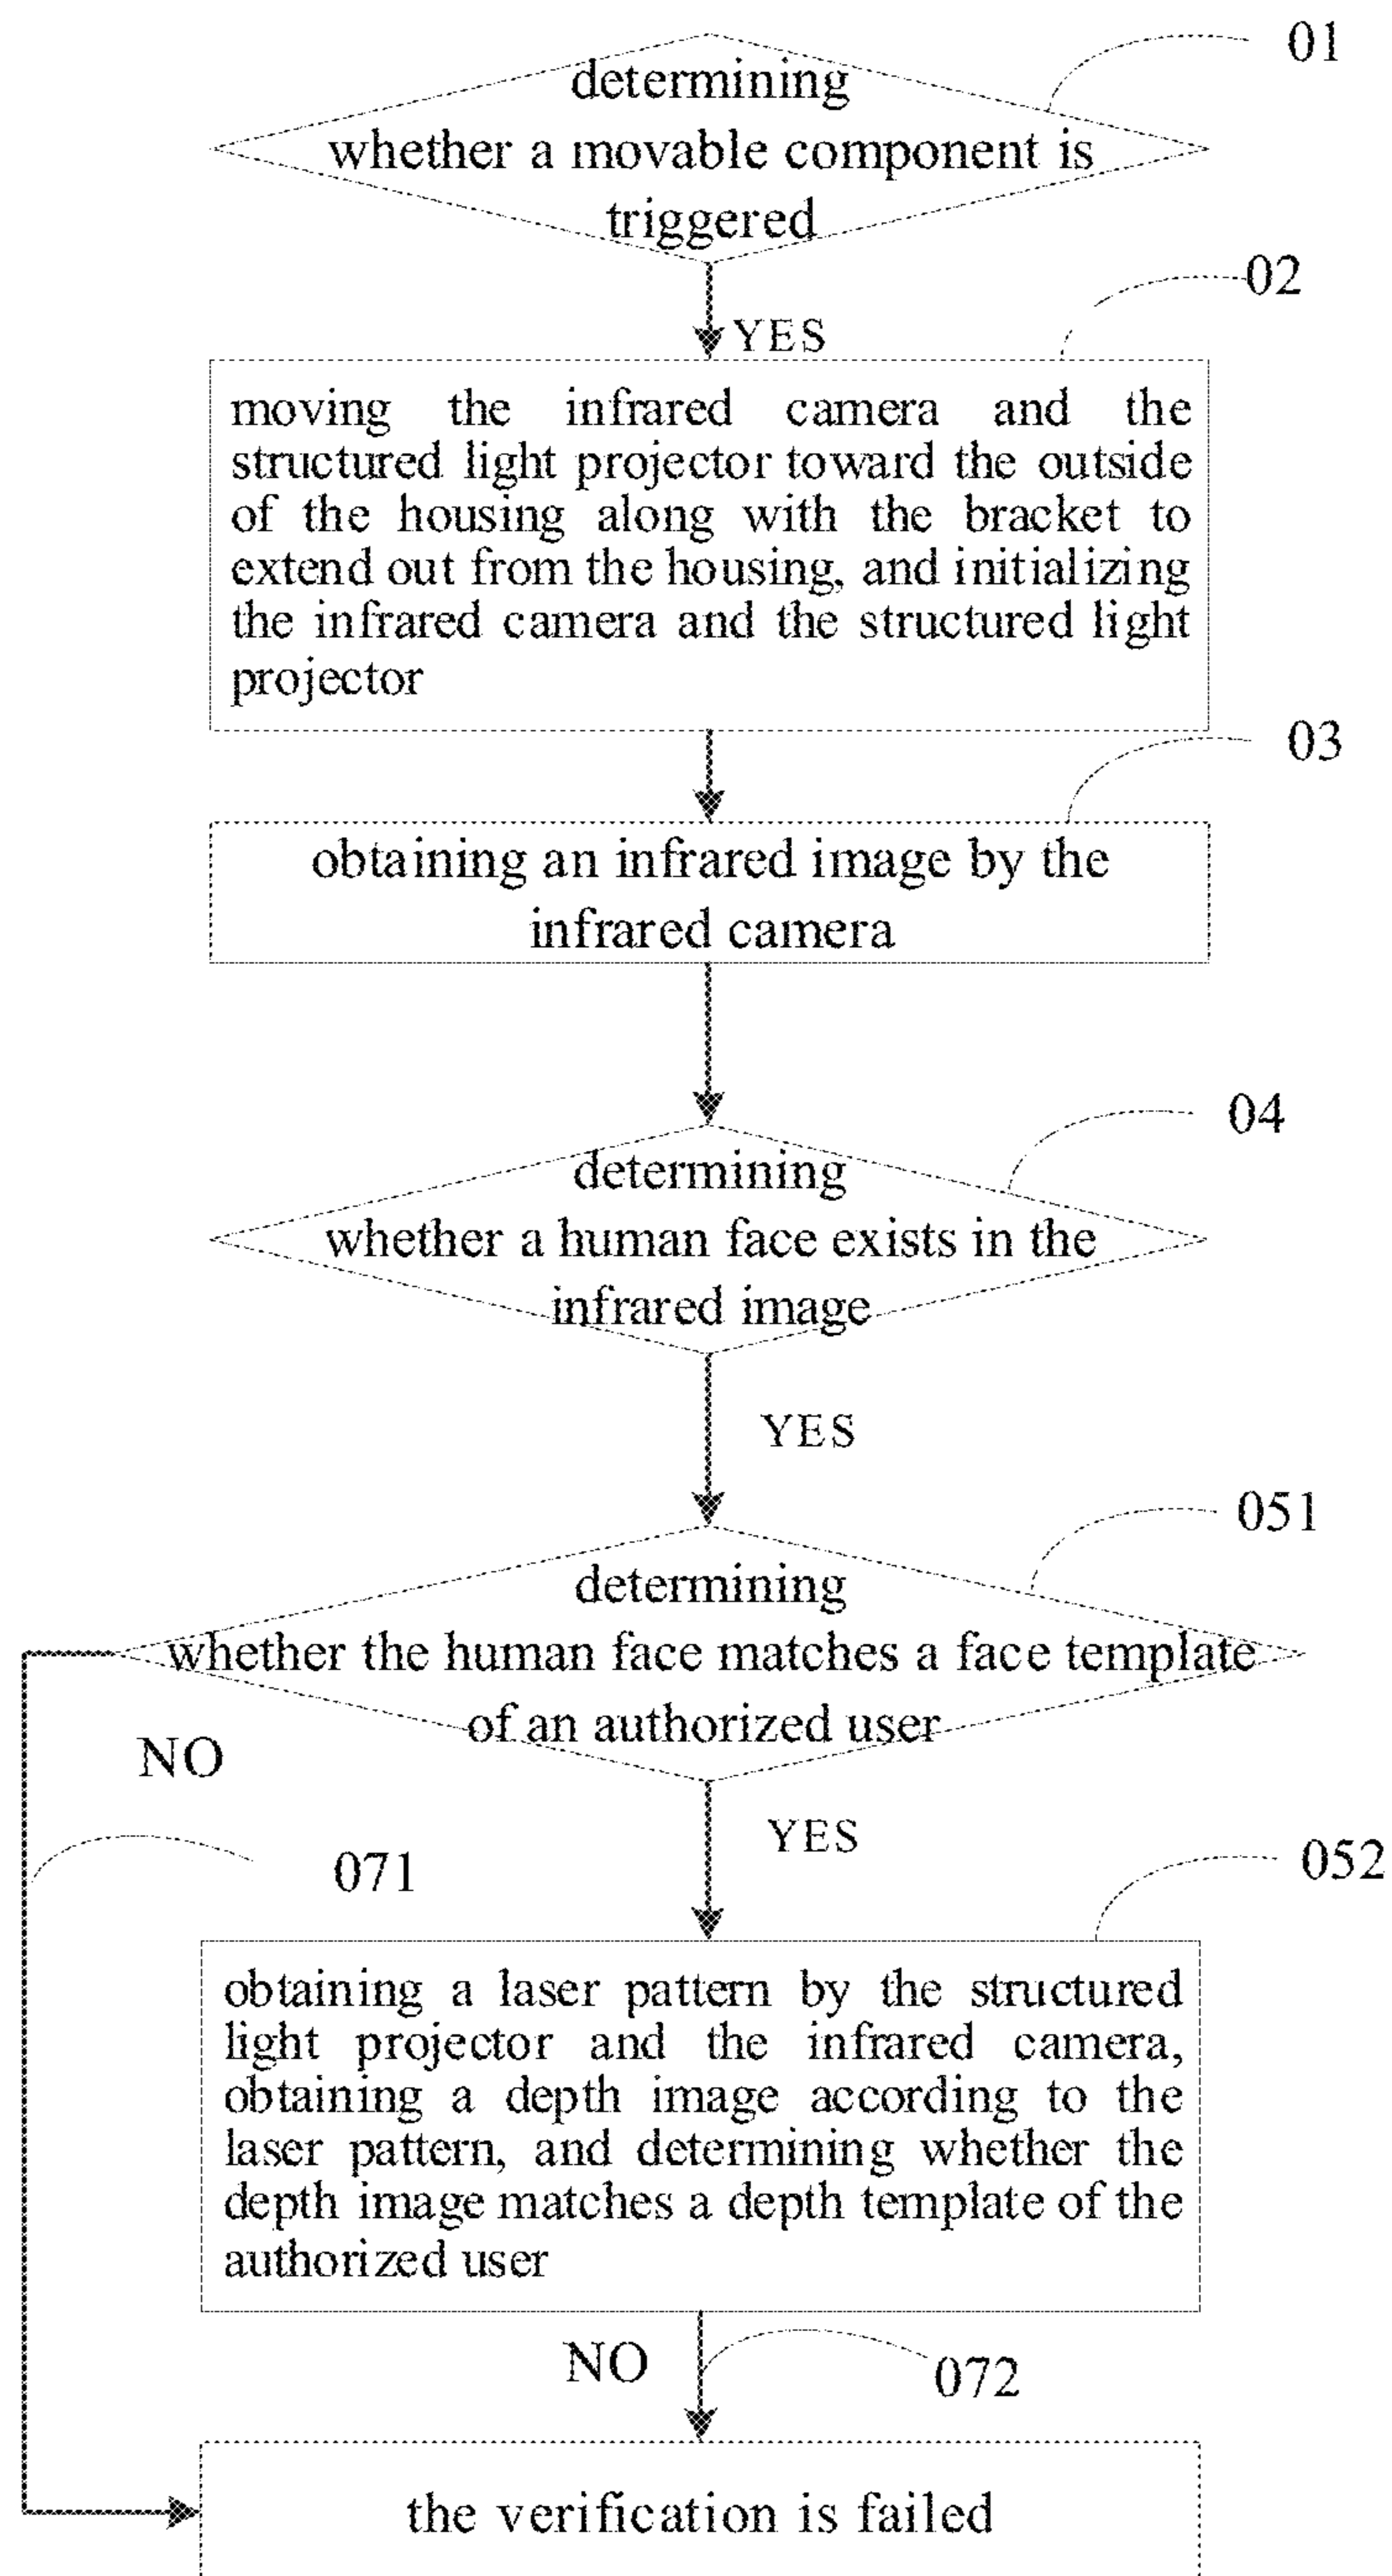 01
determining
whether a movable component is
triggered
02
YES
moving the infrared camera and the
structured light projector toward the outside
of the housing along with the bracket to
extend out from the housing, and initializing
the infrared camera and the structured light
projector
03
obtaining an infrared image by the
infrared camera
04
determining
whether a human face exists in the
infrared image
YES
051
determining
whether the human face matches a face template
of an authorized user
NO
YES
071
052
obtaining a laser pattern by the structured
light projector and the infrared camera,
obtaining a depth image according to the
laser pattern, and determining whether the
depth image matches a depth template of the
authorized user
NO
072
the verification is failed